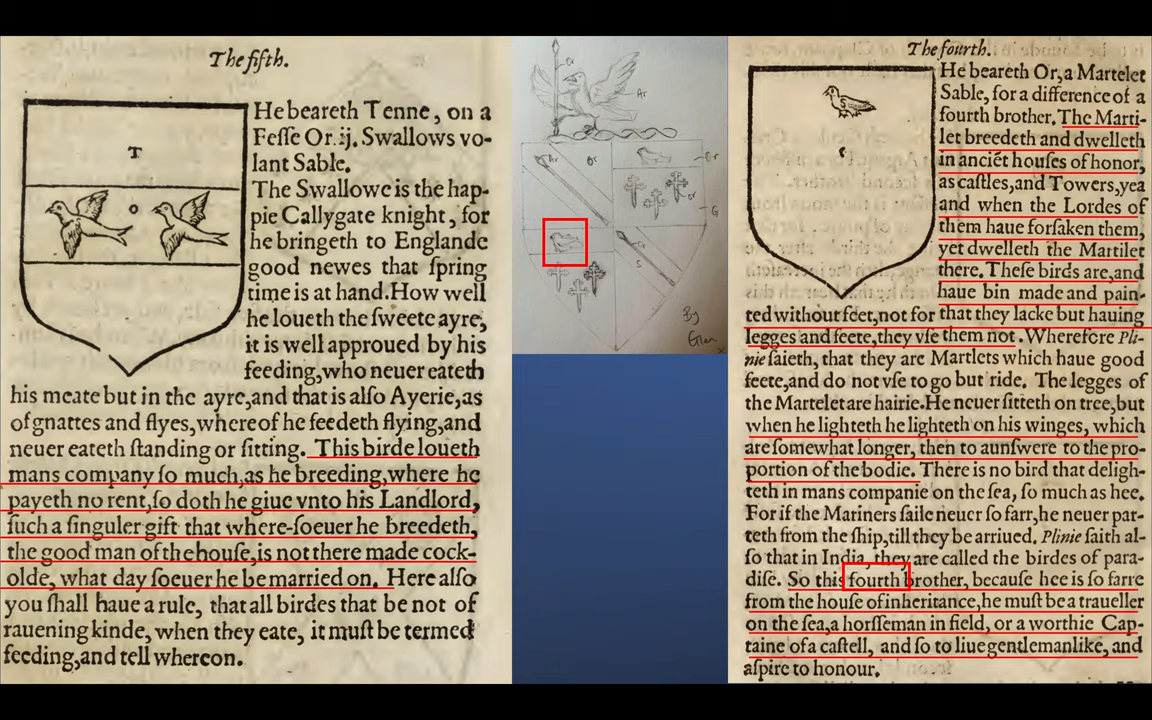 The fifth.
He beareth Tenne, on a
Feſſe Or.ij. Swallows vo-
lant Sable.
T
The Swallowe is the hap-
pie Callygate knight, for
o
he bringeth to Englande
good newes that ſpring
time is at hand. How well
he loueth the ſweete ayre,
it is well approued by his
feeding, who neuer eateth
his meate but in the ayre, and that is alſo Ayerie, as
of gnattes and flyes, whereof he feedeth flying, and
neuer eateth ſtanding or ſitting. This birde loueth
mans company ſo much, as he breeding, where he
payeth no rent, ſo doth he giue vnto his Landlord,
ſuch a ſinguler gift that where-ſoeuer he breedeth,
the good man of the houſe, is not there made cock-
olde, what day ſoeuer he be married on. Here alſo
you ſhall haue a rule, that all birdes that be not of
rauening kinde, when they eate, it muſt be termed
feeding, and tell whereon.
Or
Ar
Ar
Or
Or
or
G
S
By
Glen
x
The fourth.
He beareth Or, a Martelet
Sable, for a difference of a
fourth brother. The Marti-
let breedeth and dwelleth
in anciēt houſes of honor,
as caſtles, and Towers, yea
and when the Lordes of
them haue forſaken them,
yet dwelleth the Martilet
there. Theſe birds are, and
haue bin made and pain-
S
ted without feet, not for that they lacke but hauing
legges and feete, they vſe them not. Wherefore Pli-
nie ſaieth, that they are Martlets which haue good
feete, and do not vſe to go but ride. The legges of
the Martelet are hairie. He neuer ſitteth on tree, but
when he lighteth he lighteth on his winges, which
are ſomewhat longer, then to aunſwere to the pro-
portion of the bodie. There is no bird that deligh-
teth in mans companie on the ſea, ſo much as hee.
For if the Mariners ſaile neuer ſo farr, he neuer par-
teth from the ſhip, till they be arriued. Plinie ſaith al-
ſo that in India, they are called the birdes of para-
diſe. So this fourth brother, becauſe hee is ſo farre
from the houſe of inheritance, he muſt be a traueller
on the ſea, a horſſeman in field, or a worthie Cap-
taine of a caſtell, and ſo to liue gentlemanlike, and
aſpire to honour.